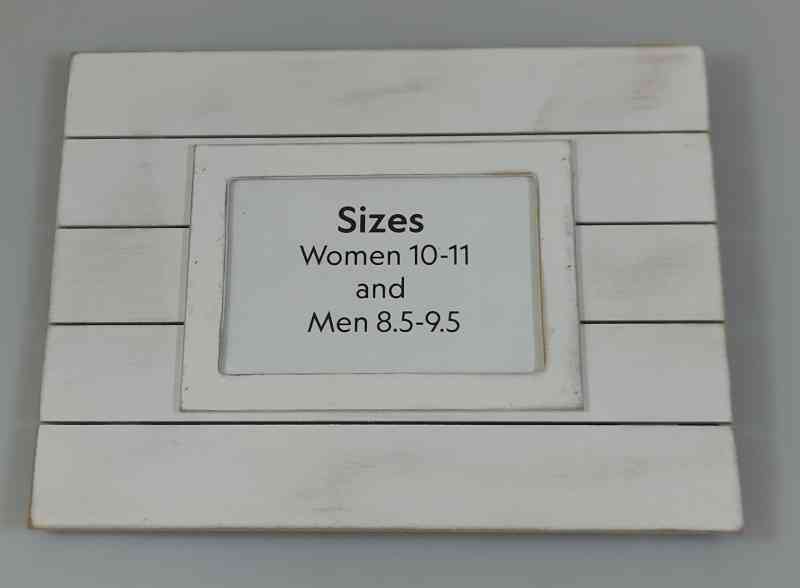 Sizes
Women 10-11
and
Men 8.5-9.5